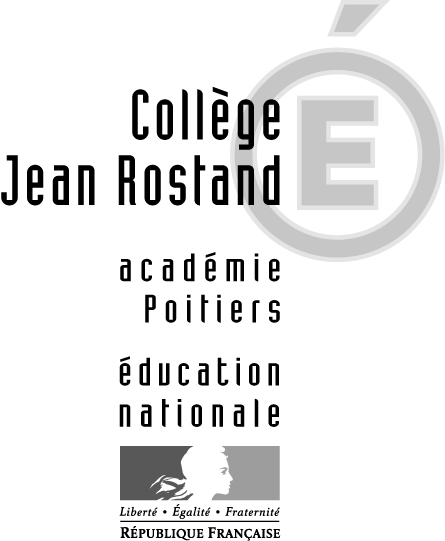 Collège
Jean Rostand
É
académie
Poitiers
éducation
nationale
Liberté • Égalité • Fraternité
RÉPUBLIQUE FRANÇAISE